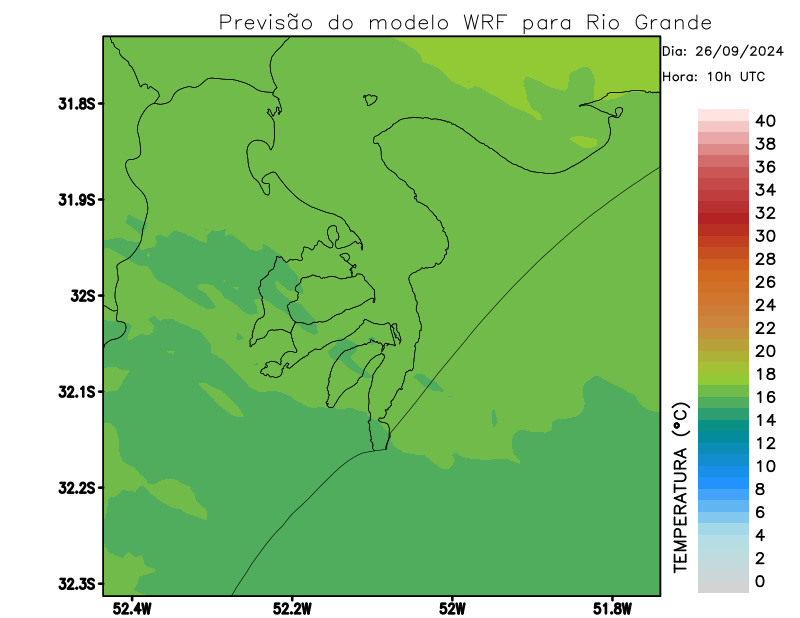 Previsão do modelo WRF para Rio Grande
Dia: 26/09/2024
Hora: 10h UTC
31.8S
31.9S
32S
32.1S
32.2S
32.3S
52.4W
52.2W
52W
51.8W
TEMPERATURA (°C)
40
38
36
34
32
30
28
26
24
22
20
18
16
14
12
10
8
6
4
2
0